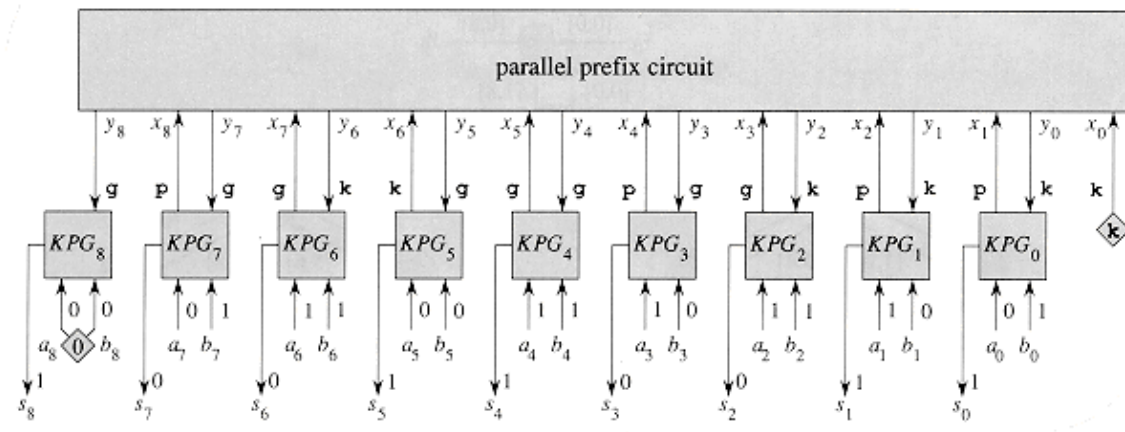 parallel prefix circuit
y8 x8 y7 x7 y6 x6 y5 x5 y4 x4 y3 x3 y2 x2 y1 x1 y0 x0
g p g g k k g g g p g g k p k p k k
KPG8 KPG7 KPG6 KPG5 KPG4 KPG3 KPG2 KPG1 KPG0 k
0 0 0 1 1 1 0 0 1 1 1 0 1 1 1 0 0 1
a8 0 b8 a7 b7 a6 b6 a5 b5 a4 b4 a3 b3 a2 b2 a1 b1 a0 b0
1 0 0 1 1 0 0 1 1
s8 s7 s6 s5 s4 s3 s2 s1 s0